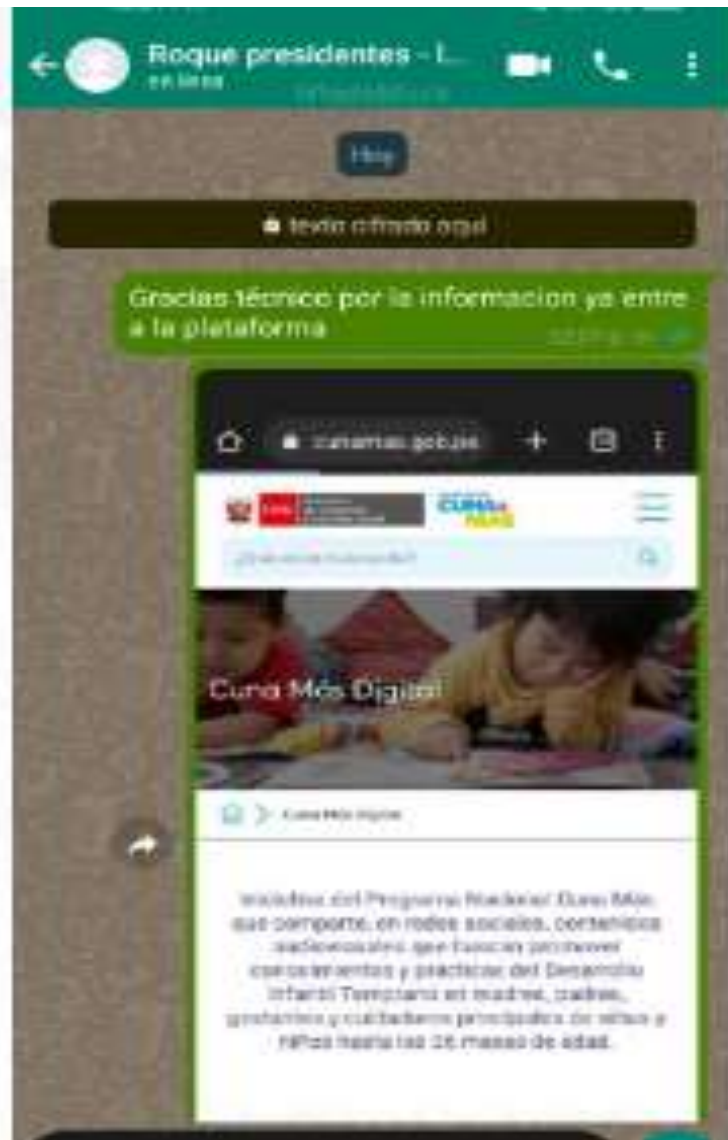 Roque presidentes - l...
en línea
Hoy
texto cifrado aquí
Gracias técnico por la informacion ya entre
a la plataforma
cunamas.gob.pe
CUNA
MÁS
Cuna Más Digital
Cuna Más Digital
Iniciativa del Programa Nacional Cuna Más
que comparte, en redes sociales, contenidos
audiovisuales que buscan promover
conocimientos y prácticas del Desarrollo
Infantil Temprano en madres, padres,
gestantes y cuidadores principales de niñas y
niños hasta los 36 meses de edad.